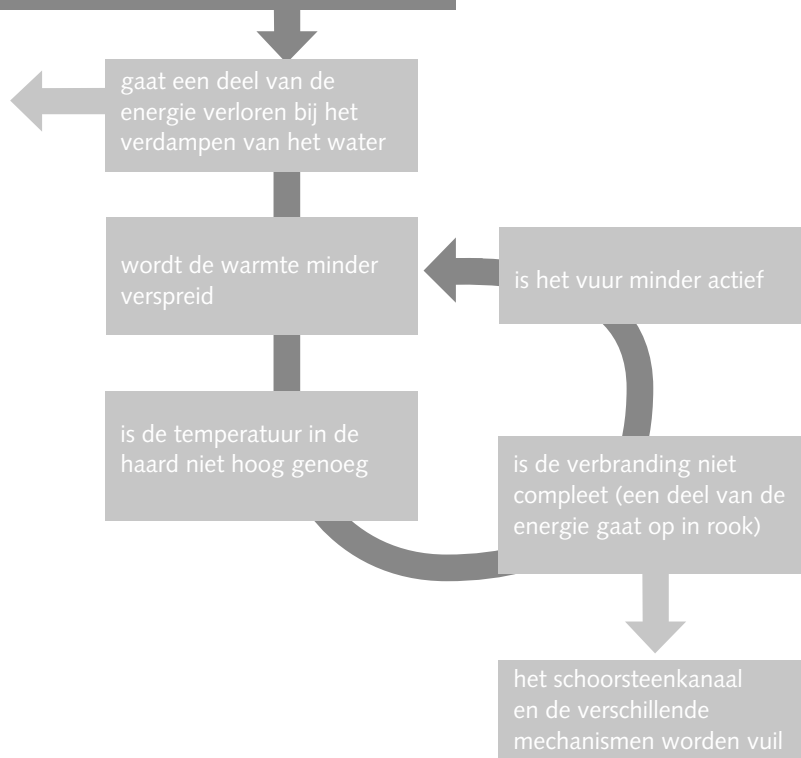 gaat een deel van de
energie verloren bij het
verdampen van het water
wordt de warmte minder
verspreid
is het vuur minder actief
is de temperatuur in de
haard niet hoog genoeg
is de verbranding niet
compleet (een deel van de
energie gaat op in rook)
het schoorsteenkanaal
en de verschillende
mechanismen worden vuil